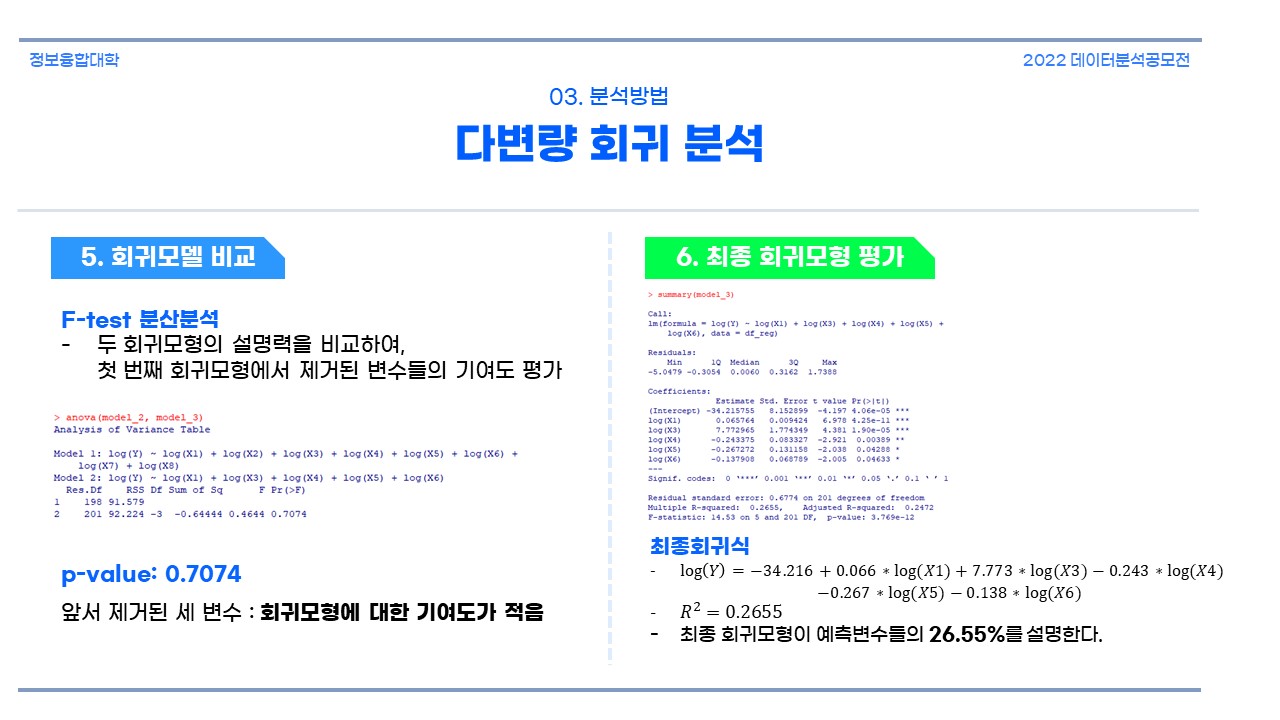 정보융합대학
2022 데이터분석공모전
03. 분석방법
다변량 회귀 분석
5. 회귀모델 비교
F-test 분산분석
- 두 회귀모형의 설명력을 비교하여,
첫 번째 회귀모형에서 제거된 변수들의 기여도 평가
> anova(model_2, model_3)
Analysis of Variance Table
Model 1: log(Y) ~ log(X1) + log(X2) + log(X3) + log(X4) + log(X5) + log(X6) +
log(X7) + log(X8)
Model 2: log(Y) ~ log(X1) + log(X3) + log(X4) + log(X5) + log(X6)
Res.Df RSS Df Sum of Sq F Pr(>F)
1 198 91.579
2 201 92.224 -3 -0.64444 0.4644 0.7074
p-value: 0.7074
앞서 제거된 세 변수 : 회귀모형에 대한 기여도가 적음
6. 최종 회귀모형 평가
> summary(model_3)
Call:
lm(formula = log(Y) ~ log(X1) + log(X3) + log(X4) + log(X5) +
log(X6), data = df_reg)
Residuals:
Min 1Q Median 3Q Max
-5.0479 -0.3054 0.0060 0.3162 1.7388
Coefficients:
Estimate Std. Error t value Pr(>|t|)
(Intercept) -34.215755 8.152899 -4.197 4.06e-05 ***
log(X1) 0.065764 0.009424 6.978 4.25e-11 ***
log(X3) 7.772965 1.774349 4.381 1.90e-05 ***
log(X4) -0.243375 0.083327 -2.921 0.00389 **
log(X5) -0.267272 0.131158 -2.038 0.04288 *
log(X6) -0.137908 0.068789 -2.005 0.04633 *
---
Signif. codes: 0 ‘***’ 0.001 ‘**’ 0.01 ‘*’ 0.05 ‘.’ 0.1 ‘ ’ 1
Residual standard error: 0.6774 on 201 degrees of freedom
Multiple R-squared: 0.2655, Adjusted R-squared: 0.2472
F-statistic: 14.53 on 5 and 201 DF, p-value: 3.769e-12
최종회귀식
- log(Y) = −34.216 + 0.066 ∗ log(X1) + 7.773 ∗ log(X3) − 0.243 ∗ log(X4)
−0.267 ∗ log(X5) − 0.138 ∗ log(X6)
- R² = 0.2655
- 최종 회귀모형이 예측변수들의 26.55%를 설명한다.